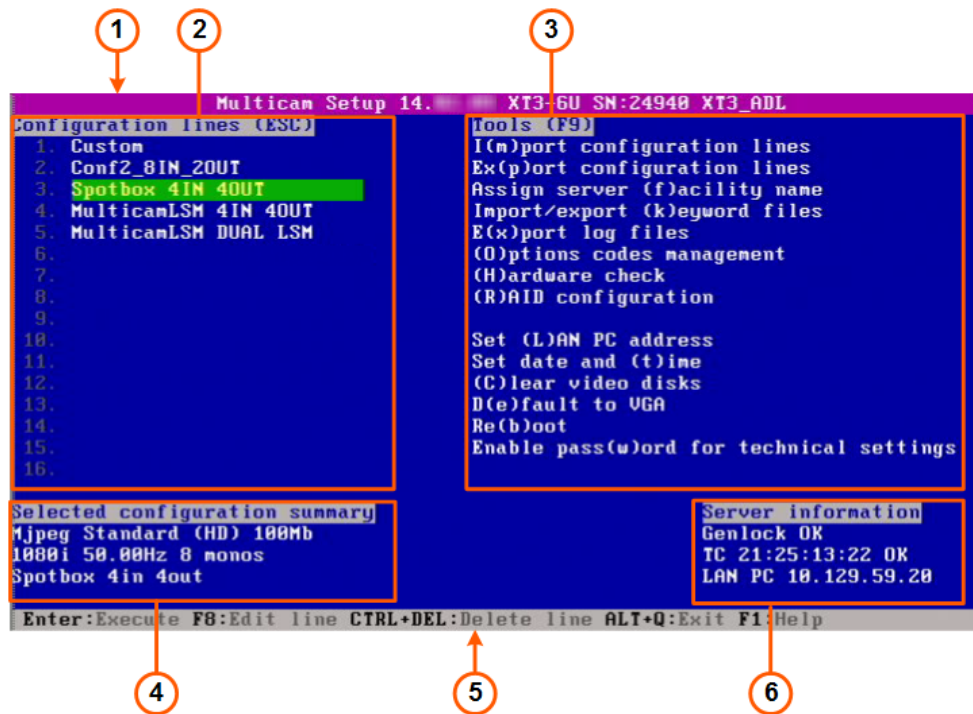 1 2 3
Multicam Setup 14. XT3-6U SN:24940 XT3_ADL
Configuration lines (ESC)
1. Custom
2. Conf2_8IN_2OUT
3. Spotbox 4IN 4OUT
4. MulticamLSM 4IN 4OUT
5. MulticamLSM DUAL LSM
6.
7.
8.
9.
10.
11.
12.
13.
14.
15.
16.
Tools (F9)
I(m)port configuration lines
Ex(p)ort configuration lines
Assign server (f)acility name
Import/export (k)eyword files
E(x)port log files
(O)ptions codes management
(H)ardware check
(R)AID configuration
Set (L)AN PC address
Set date and (t)ime
(C)lear video disks
D(e)fault to VGA
Re(b)oot
Enable pass(w)ord for technical settings
Selected configuration summary
Mjpeg Standard (HD) 100Mb
1080i 50.00Hz 8 monos
Spotbox 4in 4out
Server information
Genlock OK
TC 21:25:13:22 OK
LAN PC 10.129.59.20
Enter:Execute F8:Edit line CTRL+DEL:Delete line ALT+Q:Exit F1:Help
4 5 6